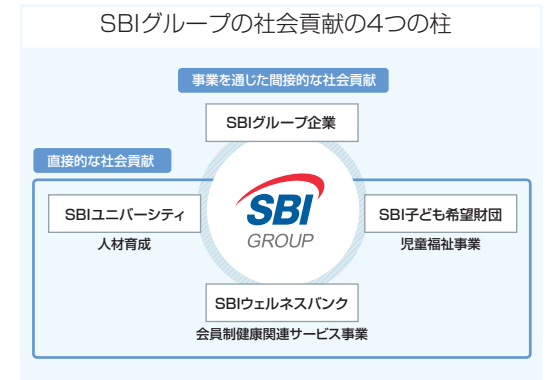 SBIグループの社会貢献の4つの柱
事業を通じた間接的な社会貢献
SBIグループ企業
直接的な社会貢献
SBIユニバーシティ
人材育成
SBI
GROUP
SBI子ども希望財団
児童福祉事業
SBIウェルネスバンク
会員制健康関連サービス事業